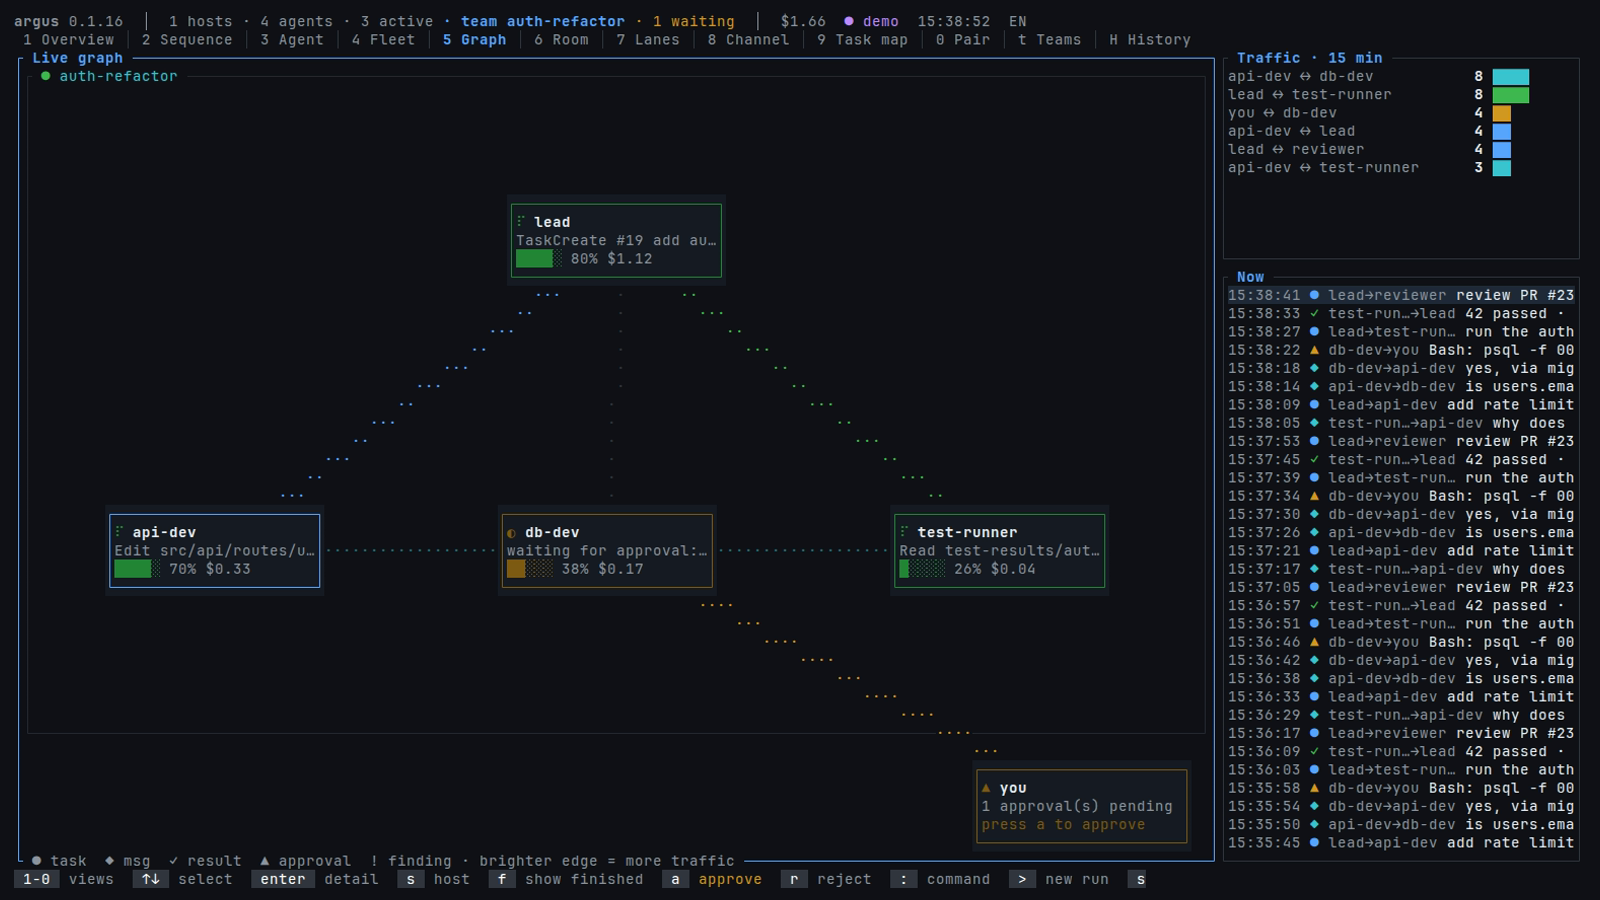 argus 0.1.16 │ 1 hosts · 4 agents · 3 active · team auth-refactor · 1 waiting │ $1.66 ● demo 15:38:52 EN
1 Overview │ 2 Sequence │ 3 Agent │ 4 Fleet │ 5 Graph │ 6 Room │ 7 Lanes │ 8 Channel │ 9 Task map │ 0 Pair │ t Teams │ H History
Live graph
● auth-refactor
lead
TaskCreate #19 add au…
80% $1.12
api-dev
Edit src/api/routes/u…
70% $0.33
◐ db-dev
waiting for approval:…
38% $0.17
test-runner
Read test-results/aut…
26% $0.04
▲ you
1 approval(s) pending
press a to approve
● task ◆ msg ✓ result ▲ approval ! finding · brighter edge = more traffic
Traffic · 15 min
api-dev ↔ db-dev 8
lead ↔ test-runner 8
you ↔ db-dev 4
api-dev ↔ lead 4
lead ↔ reviewer 4
api-dev ↔ test-runner 3
Now
15:38:41 ● lead→reviewer review PR #23
15:38:33 ✓ test-run…→lead 42 passed ·
15:38:27 ● lead→test-run… run the auth
15:38:22 ▲ db-dev→you Bash: psql -f 00
15:38:18 ◆ db-dev→api-dev yes, via mig
15:38:14 ◆ api-dev→db-dev is users.ema
15:38:09 ● lead→api-dev add rate limit
15:38:05 ◆ test-run…→api-dev why does
15:37:53 ● lead→reviewer review PR #23
15:37:45 ✓ test-run…→lead 42 passed ·
15:37:39 ● lead→test-run… run the auth
15:37:34 ▲ db-dev→you Bash: psql -f 00
15:37:30 ◆ db-dev→api-dev yes, via mig
15:37:26 ◆ api-dev→db-dev is users.ema
15:37:21 ● lead→api-dev add rate limit
15:37:17 ◆ test-run…→api-dev why does
15:37:05 ● lead→reviewer review PR #23
15:36:57 ✓ test-run…→lead 42 passed ·
15:36:51 ● lead→test-run… run the auth
15:36:46 ▲ db-dev→you Bash: psql -f 00
15:36:42 ◆ db-dev→api-dev yes, via mig
15:36:38 ◆ api-dev→db-dev is users.ema
15:36:33 ● lead→api-dev add rate limit
15:36:29 ◆ test-run…→api-dev why does
15:36:17 ● lead→reviewer review PR #23
15:36:09 ✓ test-run…→lead 42 passed ·
15:36:03 ● lead→test-run… run the auth
15:35:58 ▲ db-dev→you Bash: psql -f 00
15:35:54 ◆ db-dev→api-dev yes, via mig
15:35:50 ◆ api-dev→db-dev is users.ema
15:35:45 ● lead→api-dev add rate limit
1-0 views ↑↓ select enter detail s host f show finished a approve r reject : command > new run s